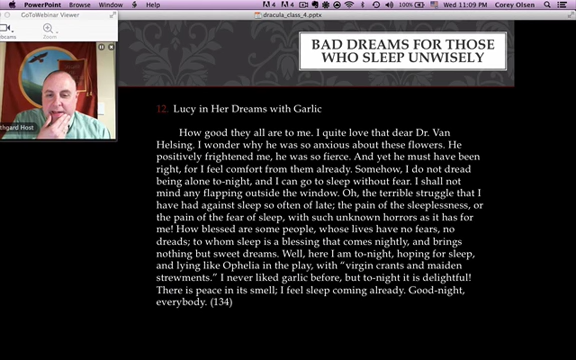 PowerPoint Browse Window Help
100% Wed 11:09 PM Corey Olsen
GoToWebinar Viewer
dracula_class_4.pptx
Zoom
thgard Host
BAD DREAMS FOR THOSE
WHO SLEEP UNWISELY
12. Lucy in Her Dreams with Garlic
How good they all are to me. I quite love that dear Dr. Van
Helsing. I wonder why he was so anxious about these flowers. He
positively frightened me, he was so fierce. And yet he must have been
right, for I feel comfort from them already. Somehow, I do not dread
being alone to-night, and I can go to sleep without fear. I shall not
mind any flapping outside the window. Oh, the terrible struggle that I
have had against sleep so often of late; the pain of the sleeplessness, or
the pain of the fear of sleep, with such unknown horrors as it has for
me! How blessed are some people, whose lives have no fears, no
dreads; to whom sleep is a blessing that comes nightly, and brings
nothing but sweet dreams. Well, here I am to-night, hoping for sleep,
and lying like Ophelia in the play, with “virgin crants and maiden
strewments.” I never liked garlic before, but to-night it is delightful!
There is peace in its smell; I feel sleep coming already. Good-night,
everybody. (134)